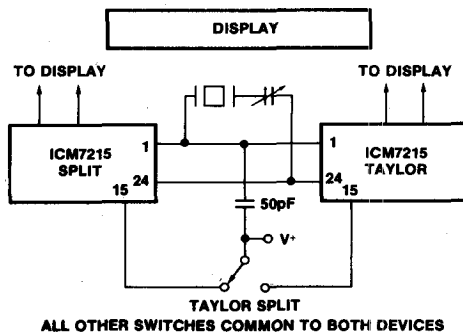 DISPLAY
TO DISPLAY
TO DISPLAY
ICM7215
SPLIT
1
24
15
1
24
15
ICM7215
TAYLOR
50pF
V+
TAYLOR SPLIT
ALL OTHER SWITCHES COMMON TO BOTH DEVICES